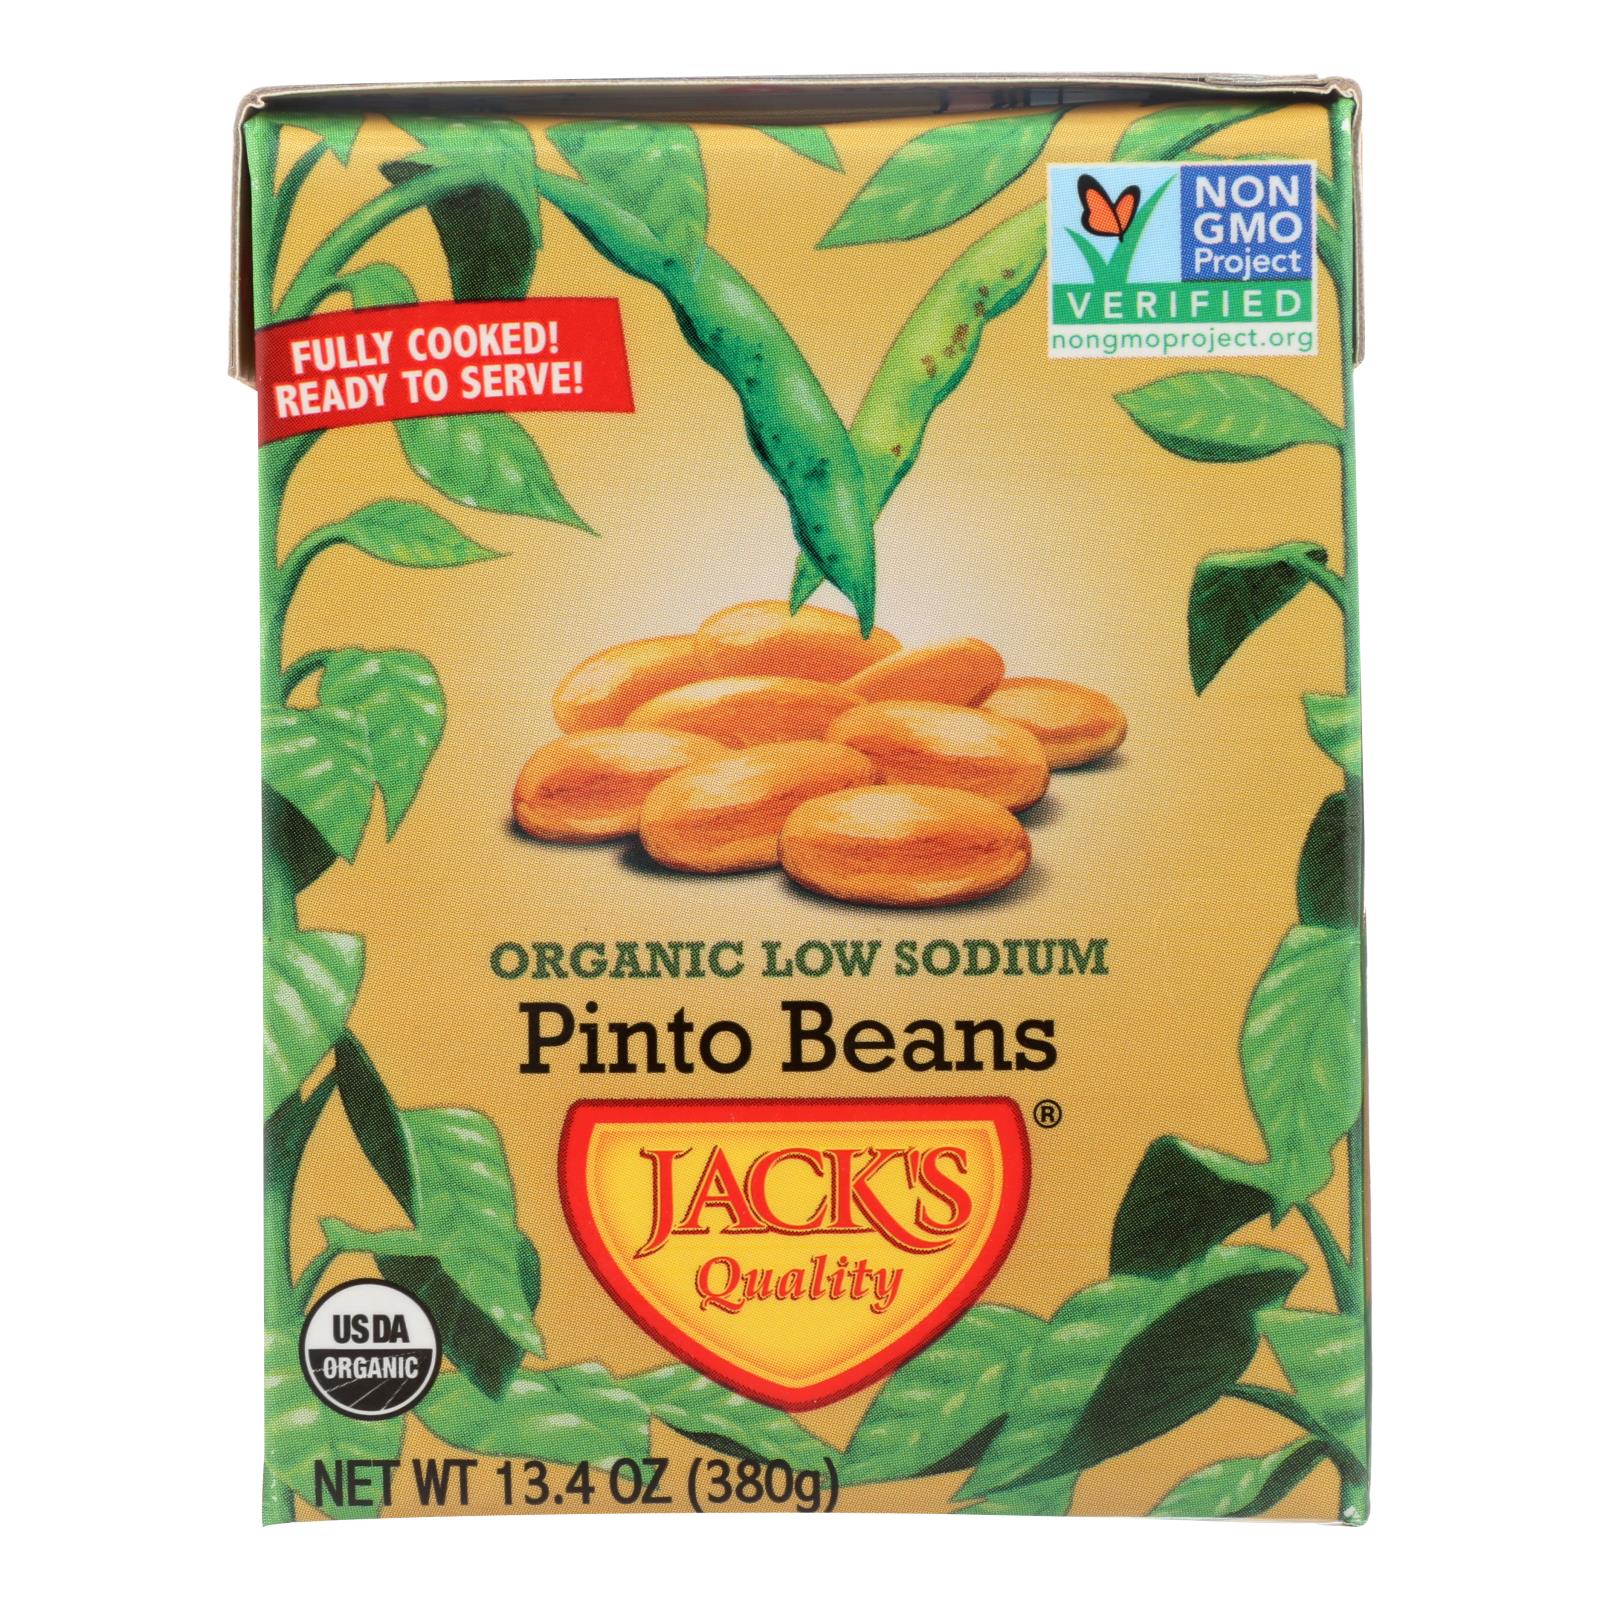 NON
GMO
Project
VERIFIED
nongmoproject.org
FULLY COOKED!
READY TO SERVE!
ORGANIC LOW SODIUM
Pinto Beans
JACK'S ®
Quality
USDA
ORGANIC
NET WT 13.4 OZ (380g)